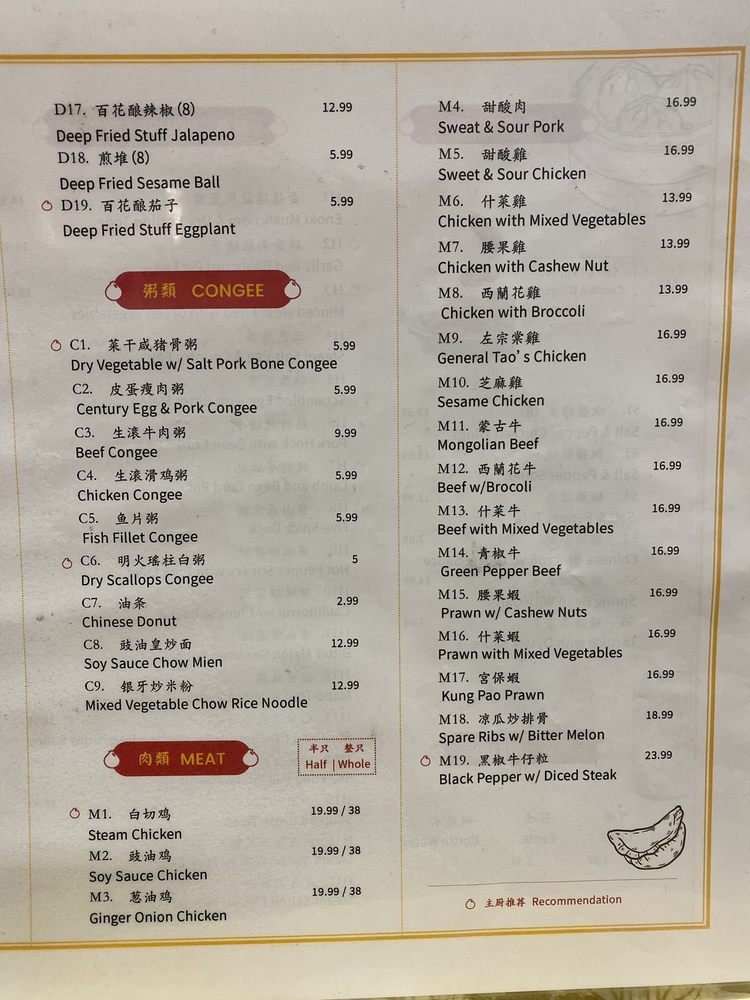 D17. 百花酿辣椒(8) 12.99
Deep Fried Stuff Jalapeno
D18. 煎堆(8) 5.99
Deep Fried Sesame Ball
D19. 百花酿茄子 5.99
Deep Fried Stuff Eggplant
粥類 CONGEE
C1. 菜干咸猪骨粥 5.99
Dry Vegetable w/ Salt Pork Bone Congee
C2. 皮蛋瘦肉粥 5.99
Century Egg & Pork Congee
C3. 生滚牛肉粥 9.99
Beef Congee
C4. 生滚滑鸡粥 5.99
Chicken Congee
C5. 鱼片粥 5.99
Fish Fillet Congee
C6. 明火瑤柱白粥 5
Dry Scallops Congee
C7. 油条 2.99
Chinese Donut
C8. 豉油皇炒面 12.99
Soy Sauce Chow Mien
C9. 银牙炒米粉 12.99
Mixed Vegetable Chow Rice Noodle
肉類 MEAT
半只 整只
Half | Whole
M1. 白切鸡 19.99 / 38
Steam Chicken
M2. 豉油鸡 19.99 / 38
Soy Sauce Chicken
M3. 葱油鸡 19.99 / 38
Ginger Onion Chicken
M4. 甜酸肉 16.99
Sweat & Sour Pork
M5. 甜酸雞 16.99
Sweet & Sour Chicken
M6. 什菜雞 13.99
Chicken with Mixed Vegetables
M7. 腰果雞 13.99
Chicken with Cashew Nut
M8. 西蘭花雞 13.99
Chicken with Broccoli
M9. 左宗棠雞 16.99
General Tao's Chicken
M10. 芝麻雞 16.99
Sesame Chicken
M11. 蒙古牛 16.99
Mongolian Beef
M12. 西蘭花牛 16.99
Beef w/Brocoli
M13. 什菜牛 16.99
Beef with Mixed Vegetables
M14. 青椒牛 16.99
Green Pepper Beef
M15. 腰果蝦 16.99
Prawn w/ Cashew Nuts
M16. 什菜蝦 16.99
Prawn with Mixed Vegetables
M17. 宮保蝦 16.99
Kung Pao Prawn
M18. 凉瓜炒排骨 18.99
Spare Ribs w/ Bitter Melon
M19. 黑椒牛仔粒 23.99
Black Pepper w/ Diced Steak
主厨推荐 Recommendation